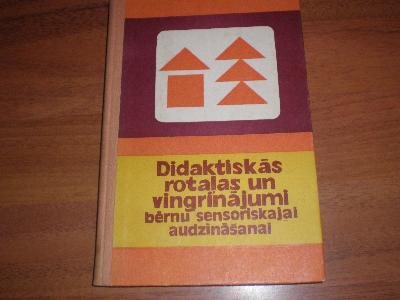 Didaktiskās
rotaļas un
vingrinājumi
bērnu sensoriskajai
audzināšanai